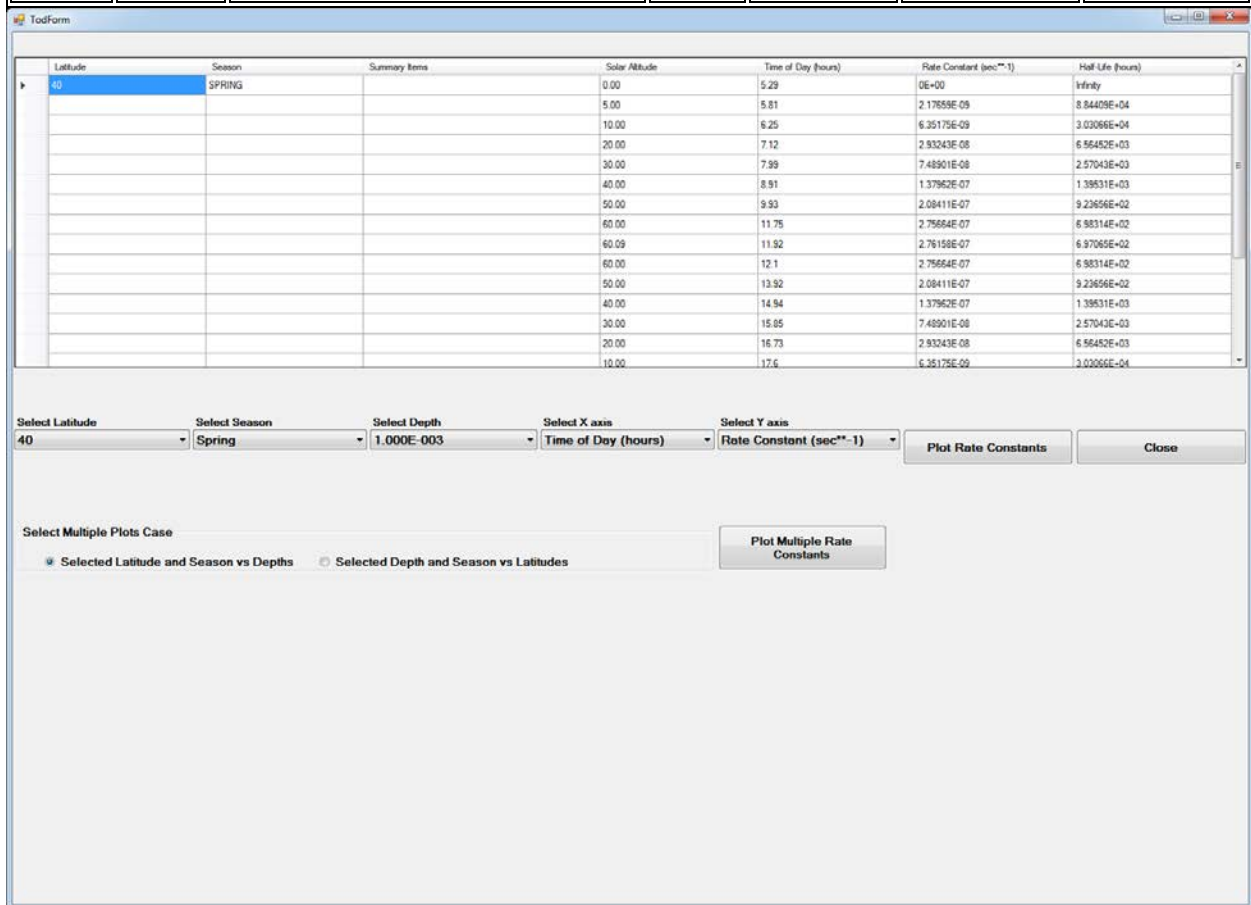 TodForm
Latitude Season Summary Items Solar Altitude Time of Day (hours) Rate Constant (sec**-1) Half-Life (hours)
40 SPRING 0.00 5.29 0E+00 Infinity
5.00 5.81 2.17659E-09 8.84409E+04
10.00 6.25 6.35175E-09 3.03066E+04
20.00 7.12 2.93243E-08 6.56452E+03
30.00 7.99 7.48901E-08 2.57043E+03
40.00 8.91 1.37962E-07 1.39531E+03
50.00 9.93 2.08411E-07 9.23656E+02
60.00 11.75 2.75664E-07 6.98314E+02
60.09 11.92 2.76158E-07 6.97065E+02
60.00 12.1 2.75664E-07 6.98314E+02
50.00 13.92 2.08411E-07 9.23656E+02
40.00 14.94 1.37962E-07 1.39531E+03
30.00 15.85 7.48901E-08 2.57043E+03
20.00 16.73 2.93243E-08 6.56452E+03
10.00 17.6 6.35175E-09 3.03066E+04
Select Latitude Select Season Select Depth Select X axis Select Y axis
40 Spring 1.000E-003 Time of Day (hours) Rate Constant (sec**-1) Plot Rate Constants Close
Select Multiple Plots Case
Selected Latitude and Season vs Depths Selected Depth and Season vs Latitudes
Plot Multiple Rate
Constants